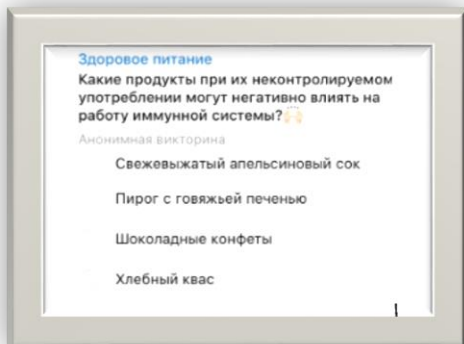 Здоровое питание
Какие продукты при их неконтролируемом
употреблении могут негативно влиять на
работу иммунной системы?🙌🏻
Анонимная викторина
Свежевыжатый апельсиновый сок
Пирог с говяжьей печенью
Шоколадные конфеты
Хлебный квас